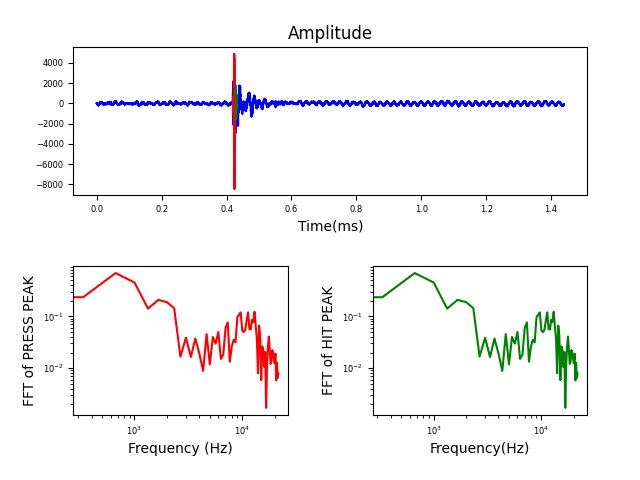 Amplitude
4000
2000
0
−2000
−4000
−6000
−8000
0.0 0.2 0.4 0.6 0.8 1.0 1.2 1.4
Time(ms)
FFT of PRESS PEAK
10⁻¹
10⁻²
10³ 10⁴
Frequency (Hz)
FFT of HIT PEAK
10⁻¹
10⁻²
10³ 10⁴
Frequency(Hz)